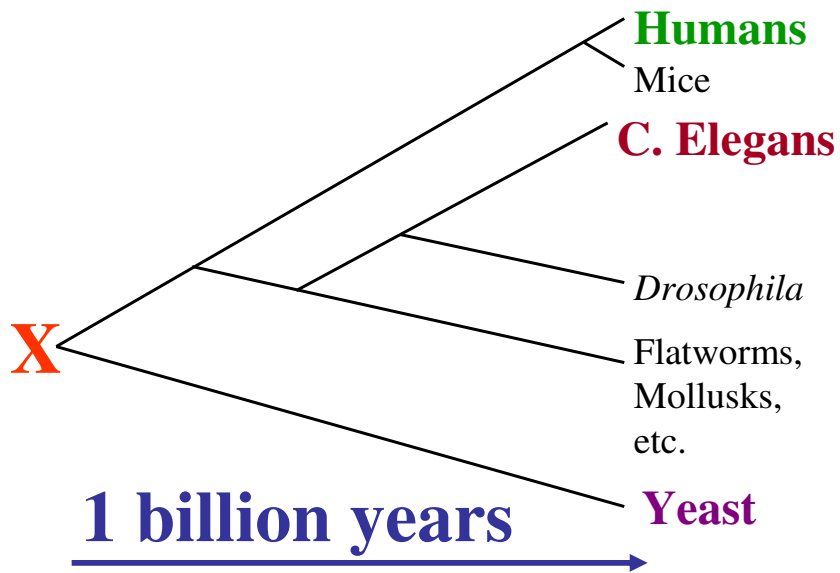 Humans
Mice
C. Elegans
Drosophila
X
Flatworms,
Mollusks,
etc.
Yeast
1 billion years